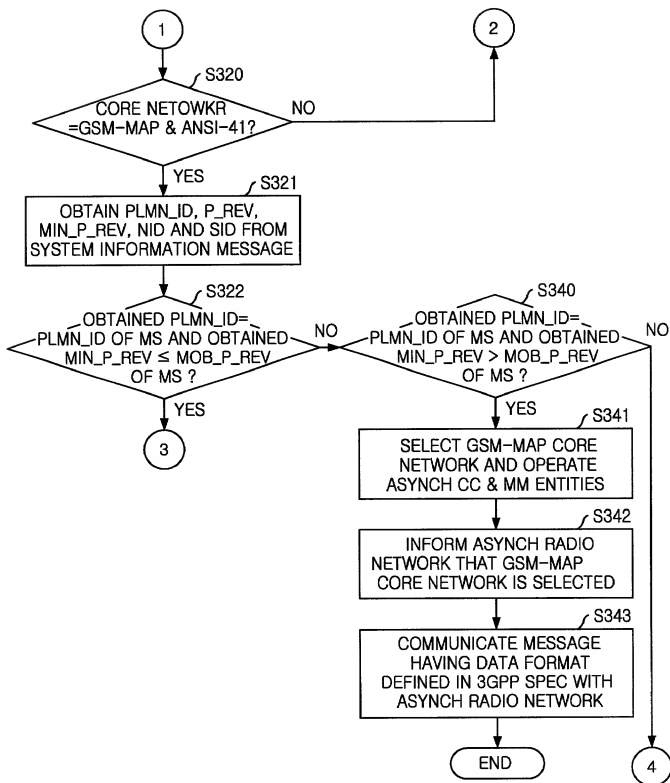 1
2
S320
CORE NETOWKR
=GSM-MAP & ANSI-41?
NO
YES
S321
OBTAIN PLMN_ID, P_REV,
MIN_P_REV, NID AND SID FROM
SYSTEM INFORMATION MESSAGE
S322
OBTAINED PLMN_ID=
PLMN_ID OF MS AND OBTAINED
MIN_P_REV ≤ MOB_P_REV
OF MS ?
NO
YES
3
S340
OBTAINED PLMN_ID=
PLMN_ID OF MS AND OBTAINED
MIN_P_REV > MOB_P_REV
OF MS ?
NO
YES
S341
SELECT GSM-MAP CORE
NETWORK AND OPERATE
ASYNCH CC & MM ENTITIES
S342
INFORM ASYNCH RADIO
NETWORK THAT GSM-MAP
CORE NETWORK IS SELECTED
S343
COMMUNICATE MESSAGE
HAVING DATA FORMAT
DEFINED IN 3GPP SPEC WITH
ASYNCH RADIO NETWORK
END
4